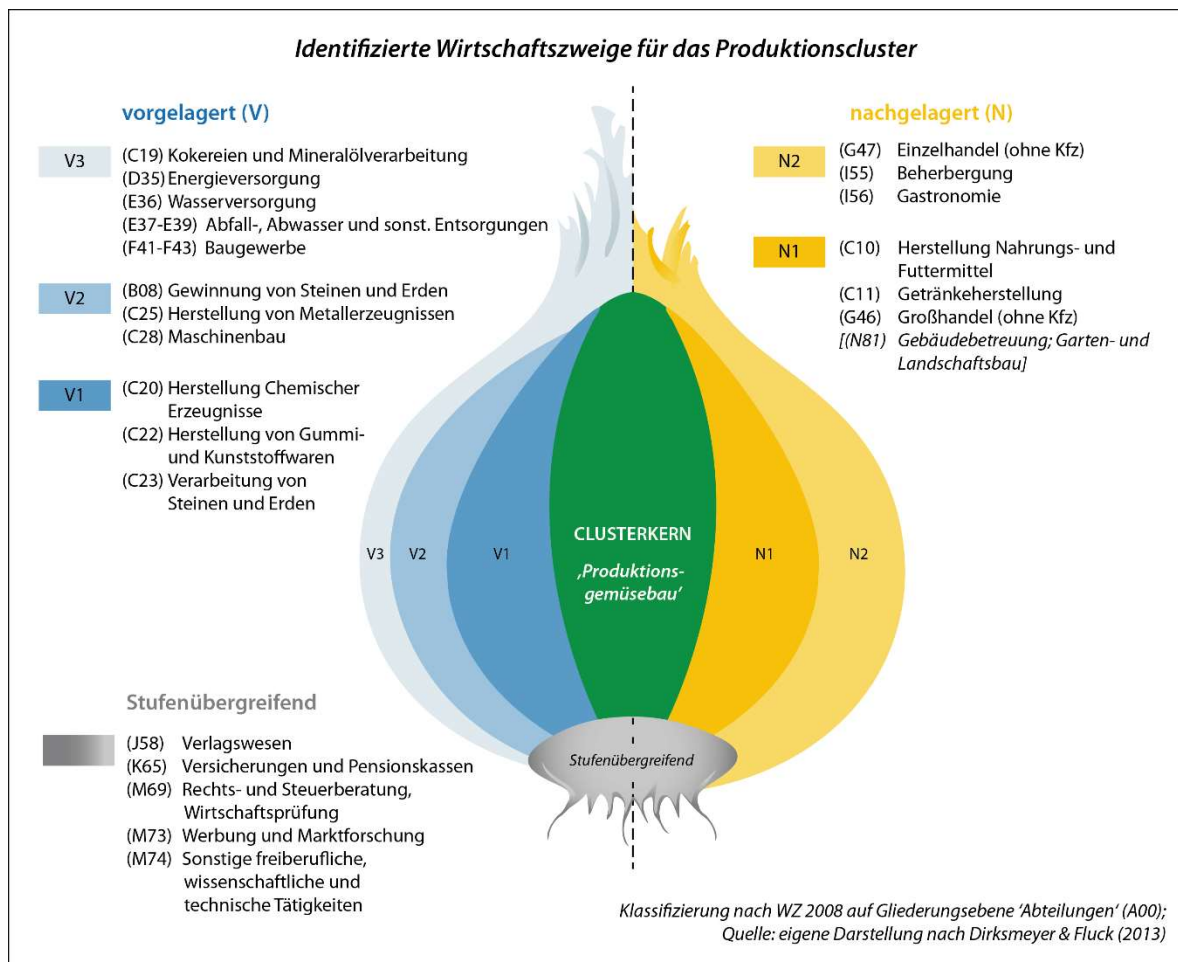 Identifizierte Wirtschaftszweige für das Produktionscluster
vorgelagert (V)
V3
(C19) Kokereien und Mineralölverarbeitung
(D35) Energieversorgung
(E36) Wasserversorgung
(E37-E39) Abfall-, Abwasser und sonst. Entsorgungen
(F41-F43) Baugewerbe
V2
(B08) Gewinnung von Steinen und Erden
(C25) Herstellung von Metallerzeugnissen
(C28) Maschinenbau
V1
(C20) Herstellung Chemischer
Erzeugnisse
(C22) Herstellung von Gummi-
und Kunststoffwaren
(C23) Verarbeitung von
Steinen und Erden
nachgelagert (N)
N2
(G47) Einzelhandel (ohne Kfz)
(I55) Beherbergung
(I56) Gastronomie
N1
(C10) Herstellung Nahrungs- und
Futtermittel
(C11) Getränkeherstellung
(G46) Großhandel (ohne Kfz)
[(N81) Gebäudebetreuung; Garten- und
Landschaftsbau]
V3
V2
V1
CLUSTERKERN
‚Produktions-
gemüsebau‘
N1
N2
Stufenübergreifend
Stufenübergreifend
(J58) Verlagswesen
(K65) Versicherungen und Pensionskassen
(M69) Rechts- und Steuerberatung,
Wirtschaftsprüfung
(M73) Werbung und Marktforschung
(M74) Sonstige freiberufliche,
wissenschaftliche und
technische Tätigkeiten
Klassifizierung nach WZ 2008 auf Gliederungsebene ‘Abteilungen‘ (A00);
Quelle: eigene Darstellung nach Dirksmeyer & Fluck (2013)